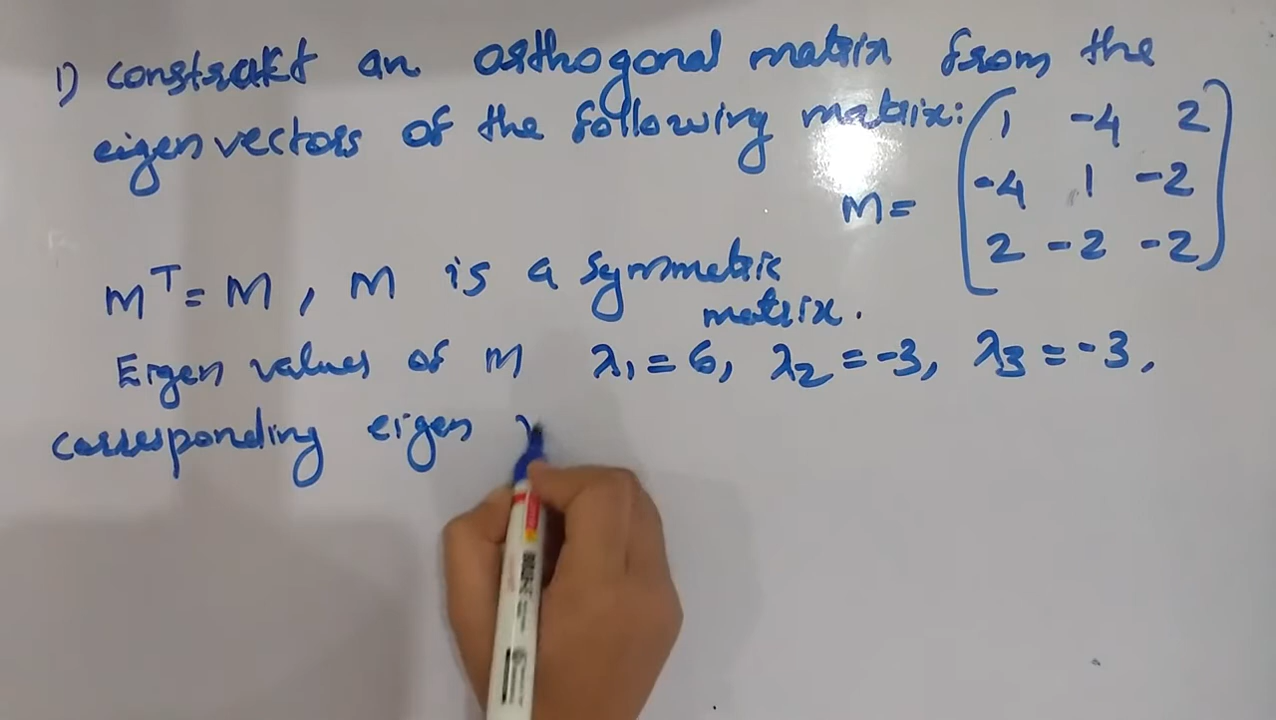 1) constrakt an orthogonal matrix from the
eigenvectors of the following matrix:
M= ( 1 -4 2
-4 1 -2
2 -2 -2 )
M^T = M, M is a symmetric
matrix.
Eigen values of M λ1 = 6, λ2 = -3, λ3 = -3,
corresponding eigen